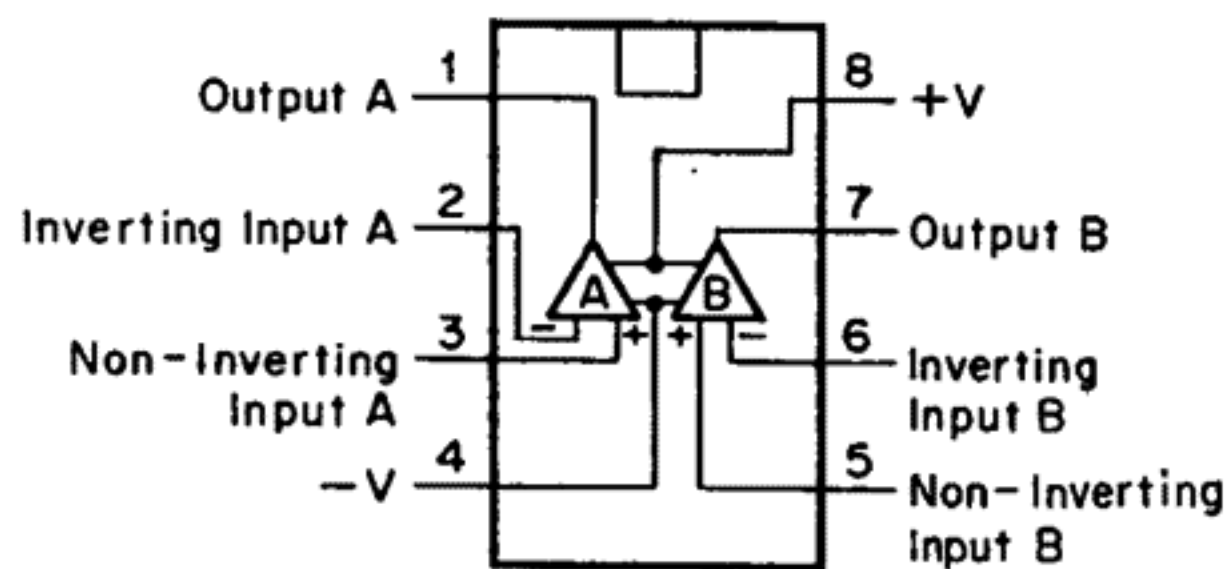 1
Output A
8
+V
2
Inverting Input A
7
Output B
A
B
-
+
+
-
3
Non-Inverting
Input A
6
Inverting
Input B
4
-V
5
Non-Inverting
Input B